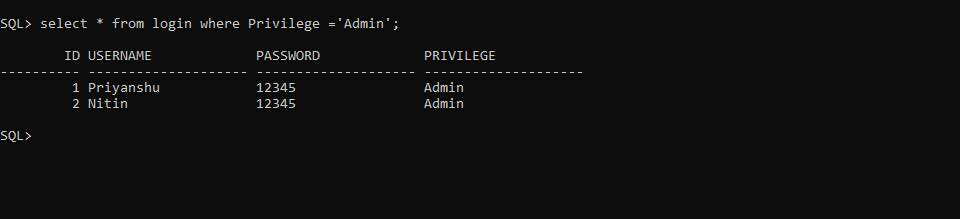 SQL> select * from login where Privilege ='Admin';
        ID USERNAME             PASSWORD             PRIVILEGE
---------- -------------------- -------------------- --------------------
         1 Priyanshu            12345                Admin
         2 Nitin                12345                Admin
SQL>